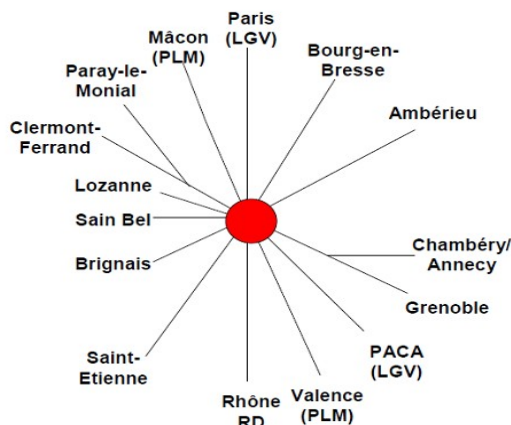 Paris
(LGV)
Mâcon
(PLM)
Bourg-en-
Bresse
Paray-le-
Monial
Ambérieu
Clermont-
Ferrand
Lozanne
Sain Bel
Brignais
Chambéry/
Annecy
Grenoble
Saint-
Etienne
PACA
(LGV)
Valence
(PLM)
Rhône
RD